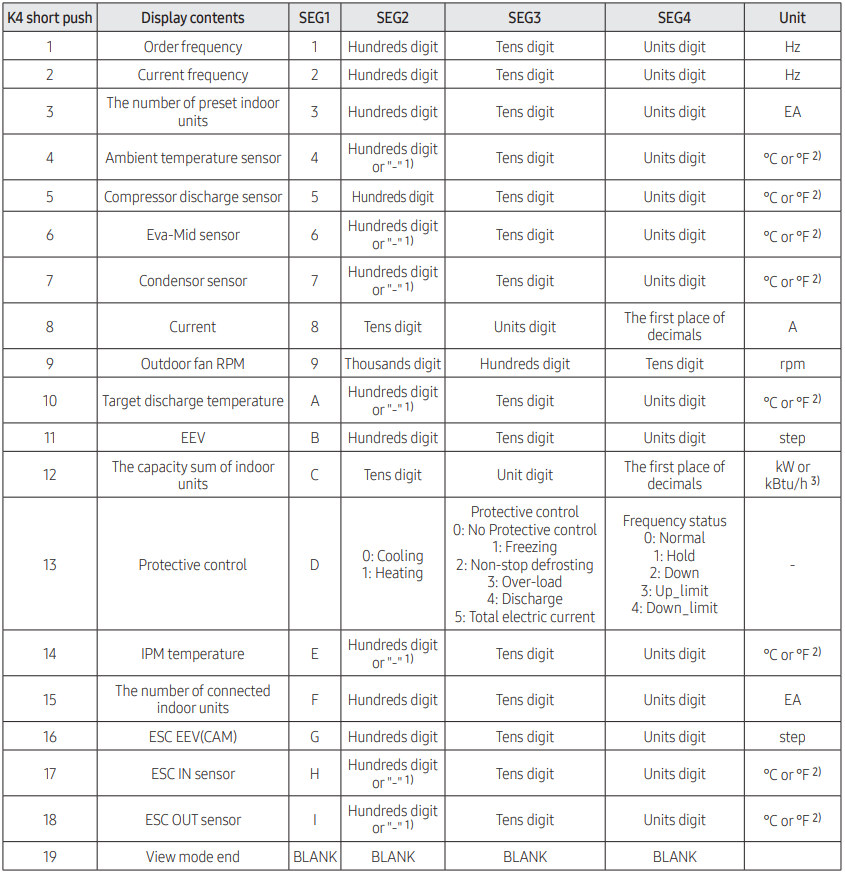 K4 short push Display contents SEG1 SEG2 SEG3 SEG4 Unit
1 Order frequency 1 Hundreds digit Tens digit Units digit Hz
2 Current frequency 2 Hundreds digit Tens digit Units digit Hz
3 The number of preset indoor
units 3 Hundreds digit Tens digit Units digit EA
4 Ambient temperature sensor 4 Hundreds digit
or "-" 1) Tens digit Units digit °C or °F 2)
5 Compressor discharge sensor 5 Hundreds digit Tens digit Units digit °C or °F 2)
6 Eva-Mid sensor 6 Hundreds digit
or "-" 1) Tens digit Units digit °C or °F 2)
7 Condensor sensor 7 Hundreds digit
or "-" 1) Tens digit Units digit °C or °F 2)
8 Current 8 Tens digit Units digit The first place of
decimals A
9 Outdoor fan RPM 9 Thousands digit Hundreds digit Tens digit rpm
10 Target discharge temperature A Hundreds digit
or "-" 1) Tens digit Units digit °C or °F 2)
11 EEV B Hundreds digit Tens digit Units digit step
12 The capacity sum of indoor
units C Tens digit Unit digit The first place of
decimals kW or
kBtu/h 3)
13 Protective control D 0: Cooling
1: Heating
Protective control
0: No Protective control
1: Freezing
2: Non-stop defrosting
3: Over-load
4: Discharge
5: Total electric current
Frequency status
0: Normal
1: Hold
2: Down
3: Up_limit
4: Down_limit
-
14 IPM temperature E Hundreds digit
or "-" 1) Tens digit Units digit °C or °F 2)
15 The number of connected
indoor units F Hundreds digit Tens digit Units digit EA
16 ESC EEV(CAM) G Hundreds digit Tens digit Units digit step
17 ESC IN sensor H Hundreds digit
or "-" 1) Tens digit Units digit °C or °F 2)
18 ESC OUT sensor I Hundreds digit
or "-" 1) Tens digit Units digit °C or °F 2)
19 View mode end BLANK BLANK BLANK BLANK